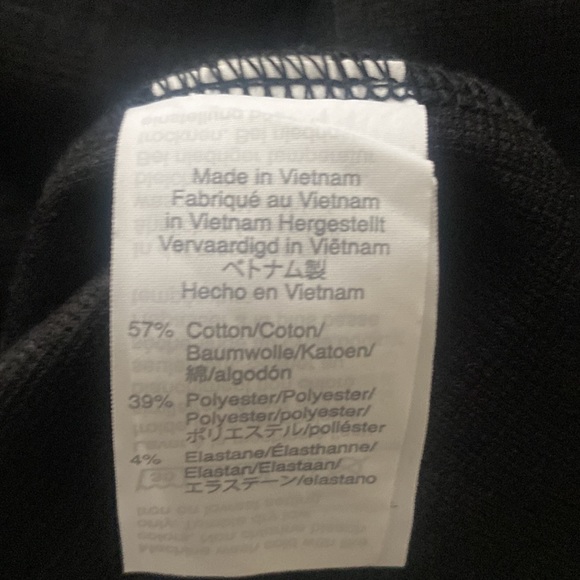 Made in Vietnam
Fabriqué au Vietnam
in Vietnam Hergestellt
Vervaardigd in Viëtnam
ベトナム製
Hecho en Vietnam
57% Cotton/Coton/
Baumwolle/Katoen/
綿/algodón
39% Polyester/Polyester/
Polyester/polyester/
ポリエステル/poliéster
4% Elastane/Élasthanne/
Elastan/Elastaan/
エラステーン/elastano